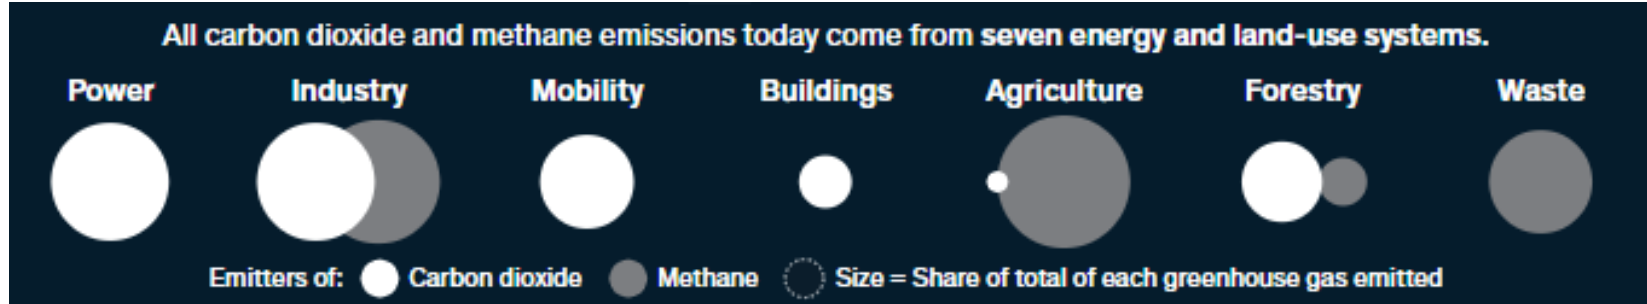 All carbon dioxide and methane emissions today come from seven energy and land-use systems.
Power Industry Mobility Buildings Agriculture Forestry Waste
Emitters of: Carbon dioxide Methane Size = Share of total of each greenhouse gas emitted